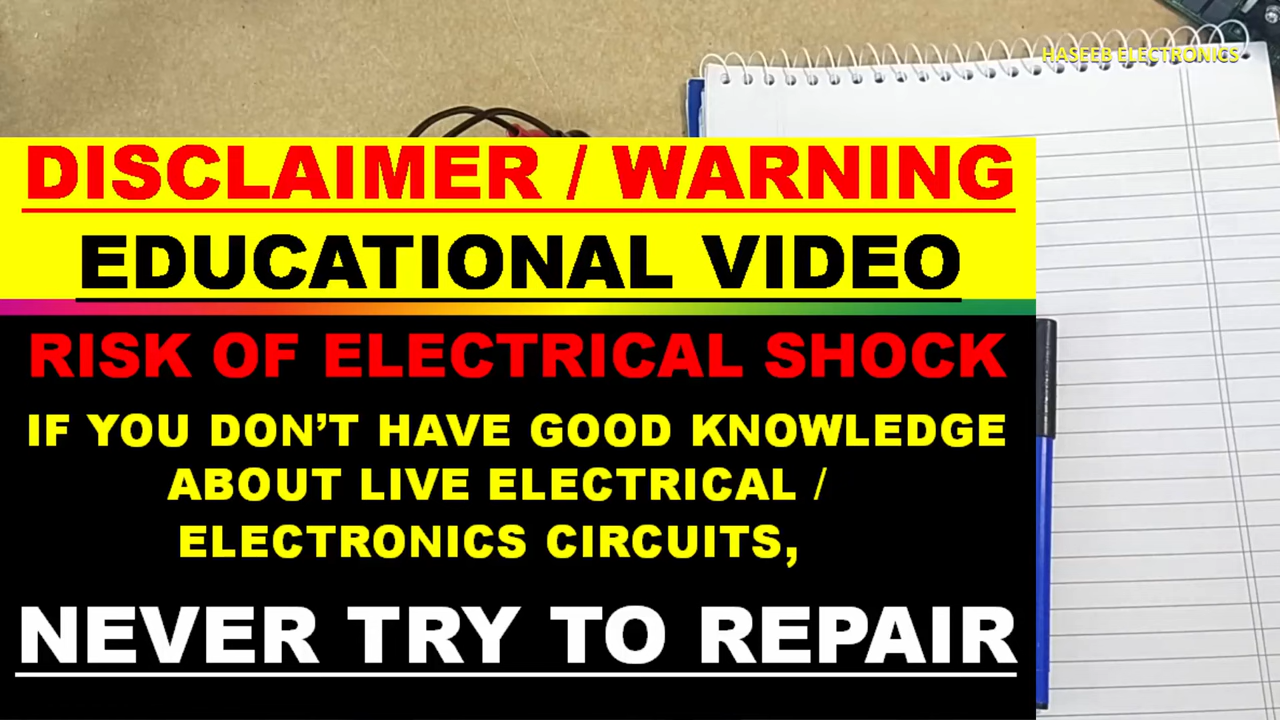 HASEEB ELECTRONICS
DISCLAIMER / WARNING
EDUCATIONAL VIDEO
RISK OF ELECTRICAL SHOCK
IF YOU DON’T HAVE GOOD KNOWLEDGE
ABOUT LIVE ELECTRICAL /
ELECTRONICS CIRCUITS,
NEVER TRY TO REPAIR